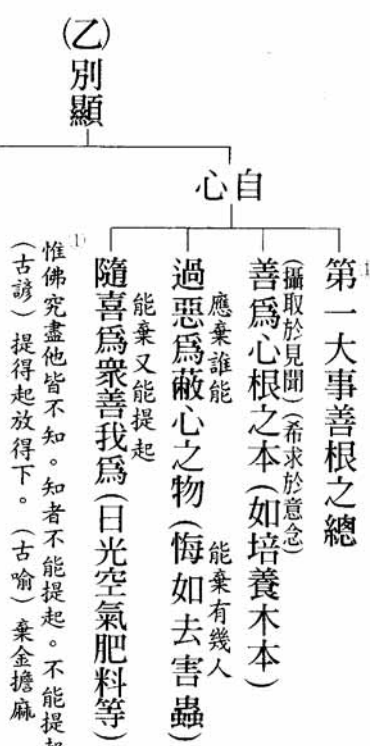 (乙)別顯
自心
第一大事善根之總
(攝取於見聞)(希求於意念)
善爲心根之本(如培養木本)
應棄誰能 能棄有幾人
過惡爲蔽心之物(悔如去害蟲)
能棄又能提起
隨喜爲衆善我爲(日光空氣肥料等)
惟佛究盡他皆不知。知者不能提起。不能提起
(古諺)提得起放得下。(古喻)棄金擔麻